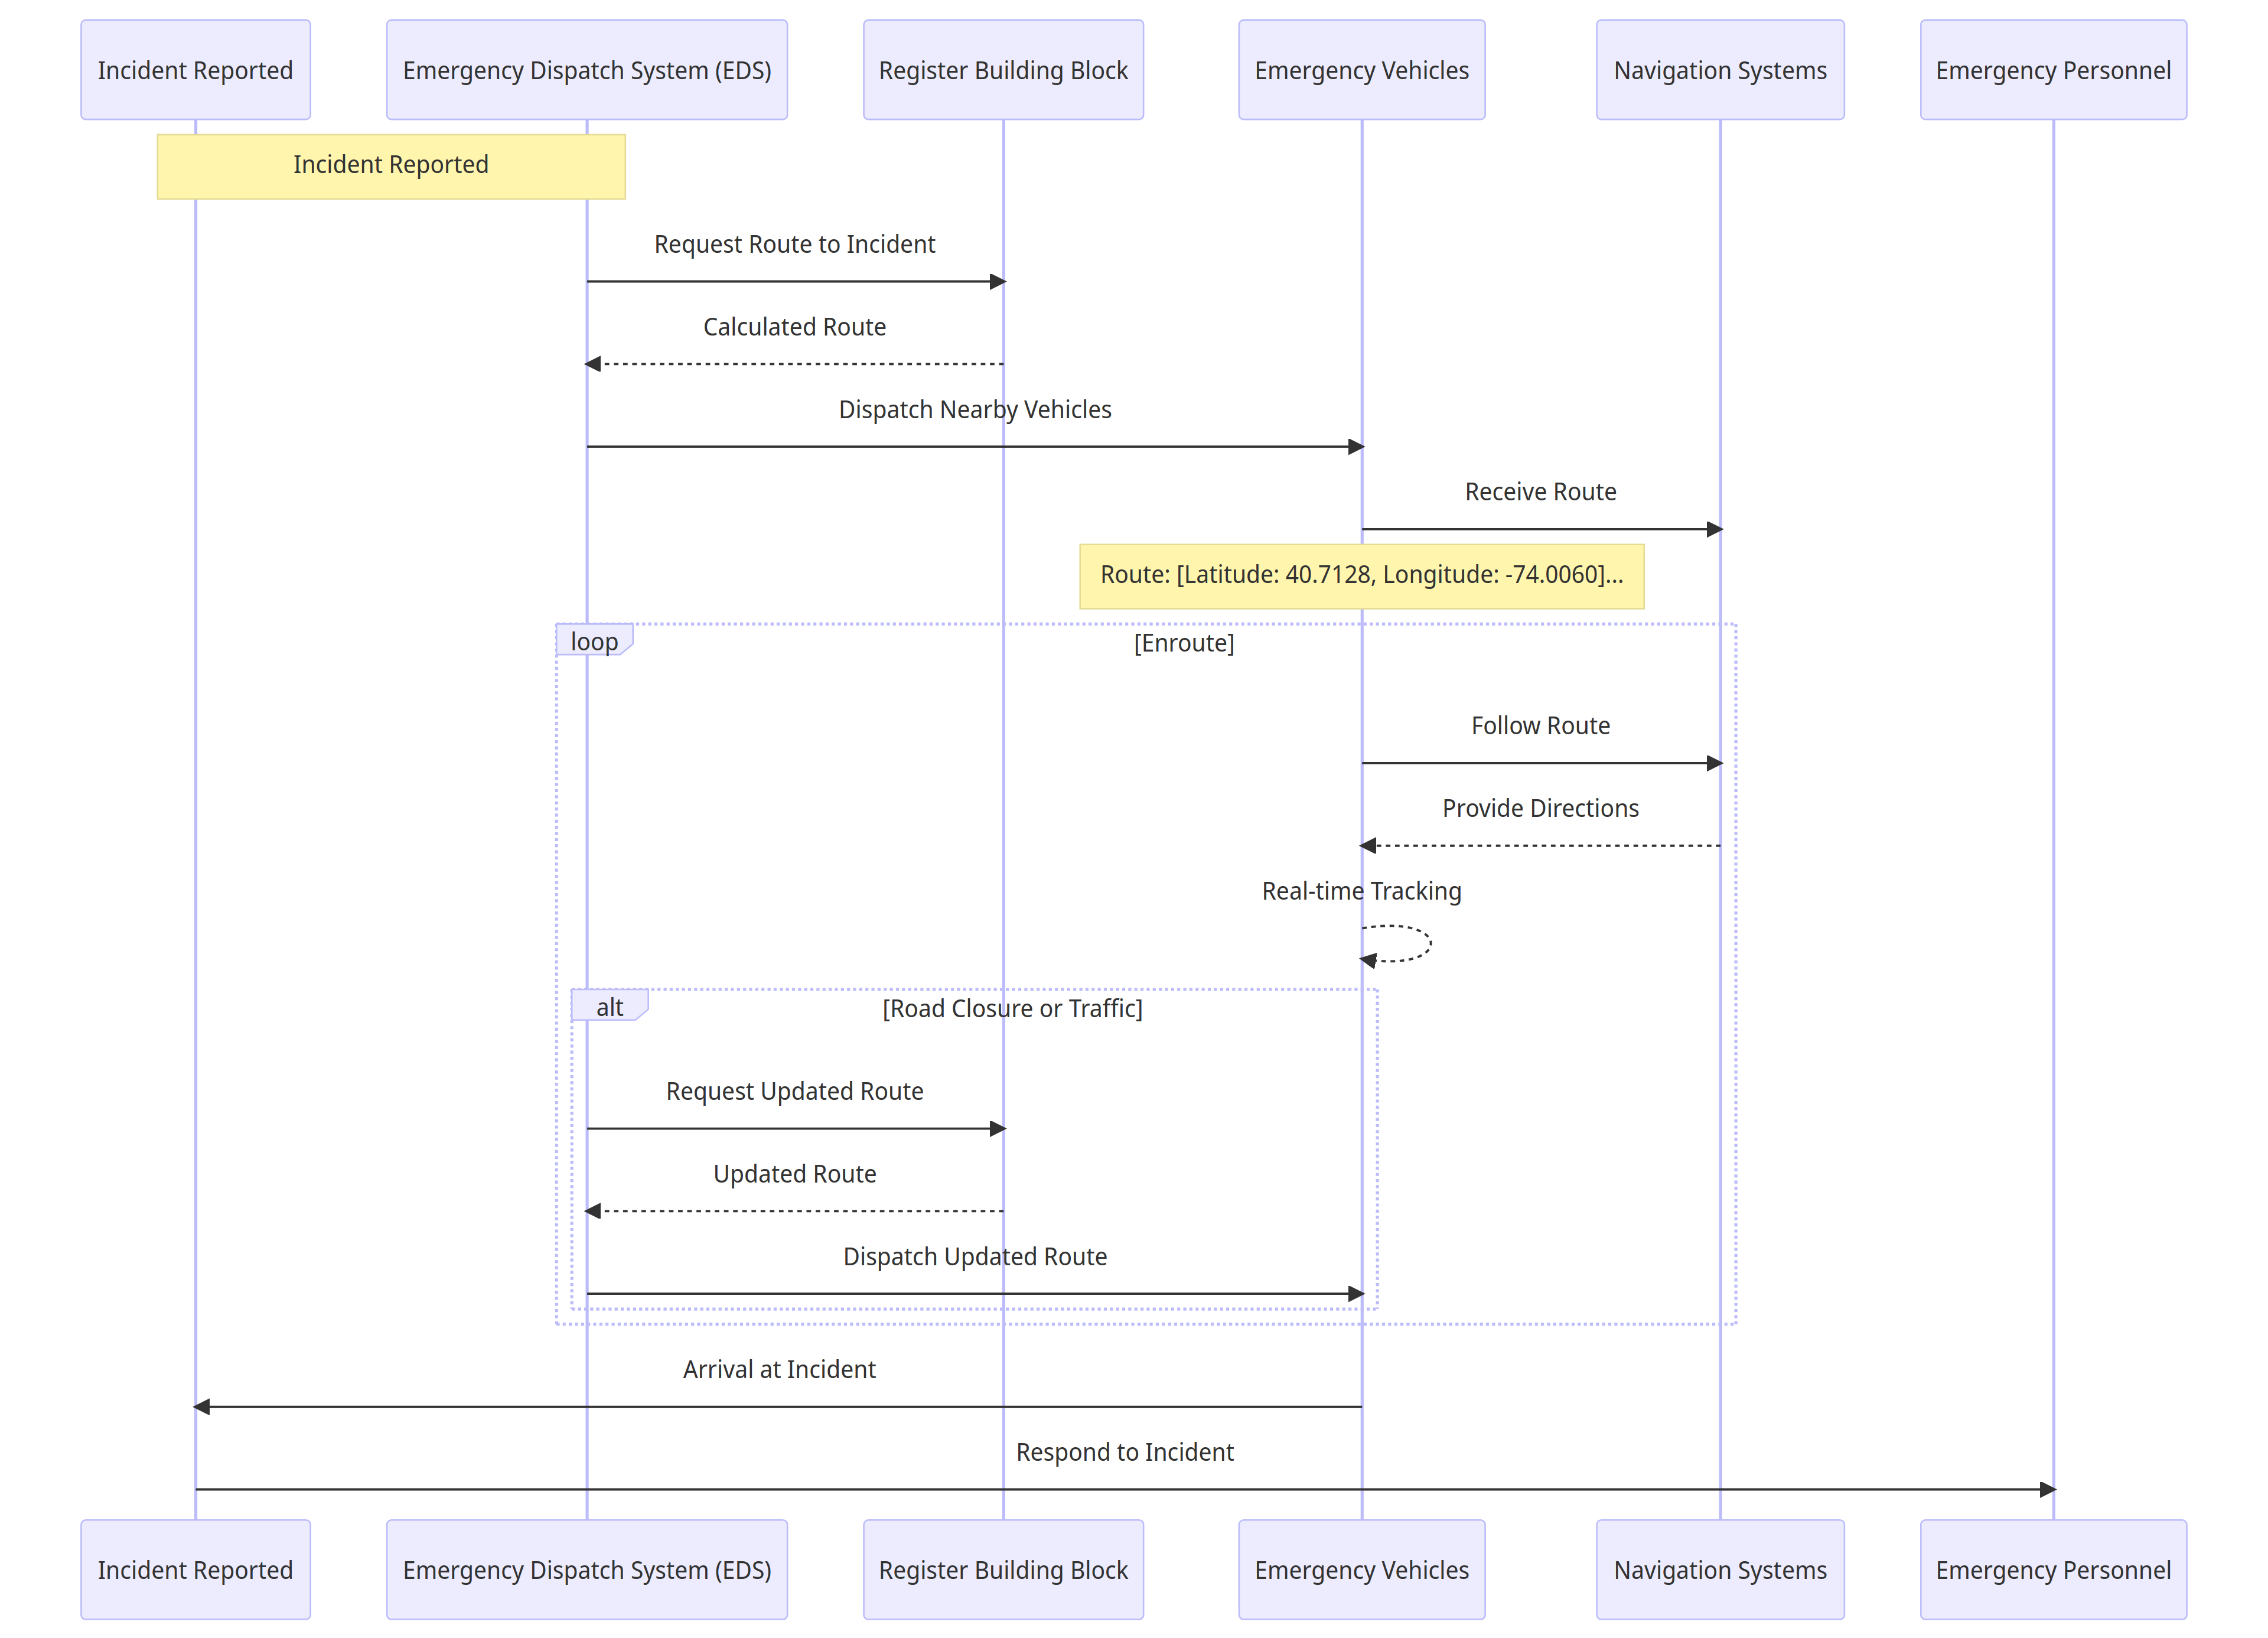 Incident Reported
Emergency Dispatch System (EDS)
Register Building Block
Emergency Vehicles
Navigation Systems
Emergency Personnel
Incident Reported
Request Route to Incident
Calculated Route
Dispatch Nearby Vehicles
Receive Route
Route: [Latitude: 40.7128, Longitude: -74.0060]...
loop
[Enroute]
Follow Route
Provide Directions
Real-time Tracking
alt
[Road Closure or Traffic]
Request Updated Route
Updated Route
Dispatch Updated Route
Arrival at Incident
Respond to Incident
Incident Reported
Emergency Dispatch System (EDS)
Register Building Block
Emergency Vehicles
Navigation Systems
Emergency Personnel